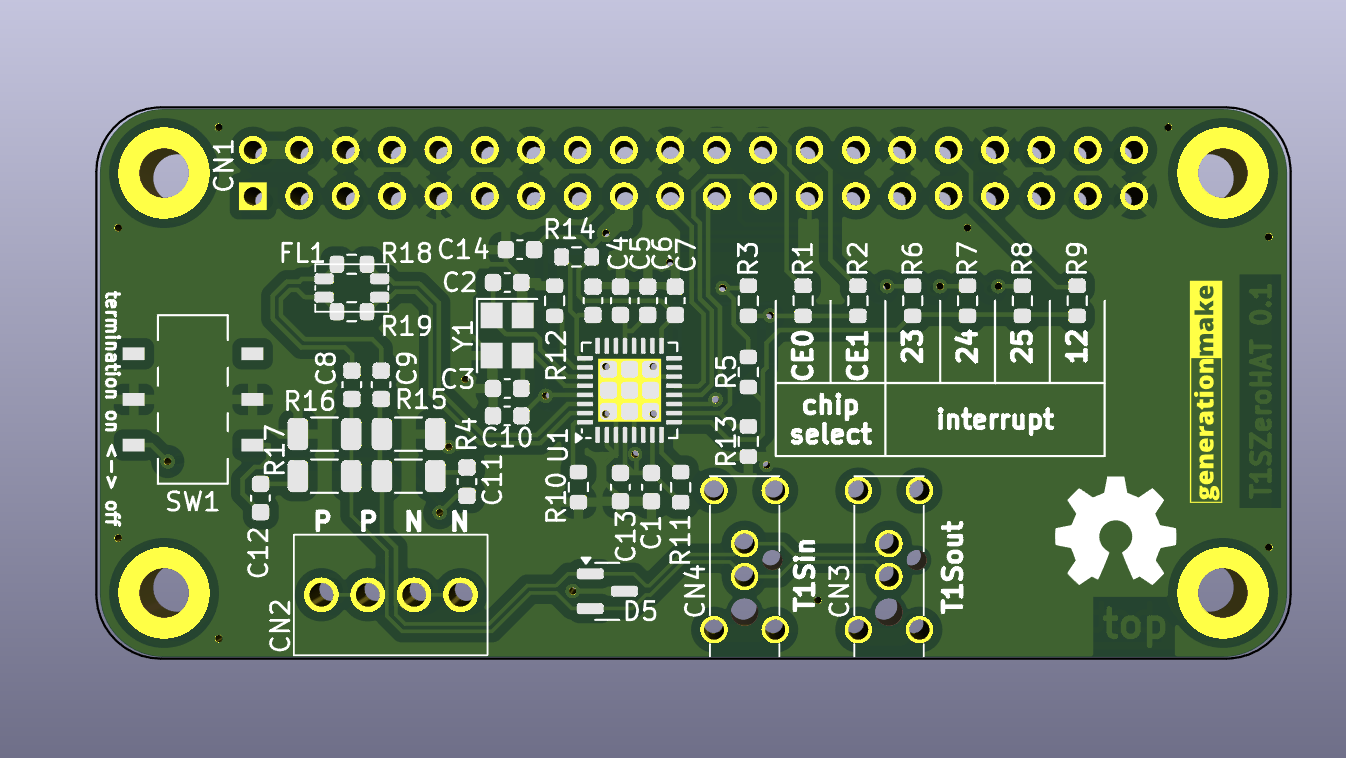 CN1
R14
FL1
R18
C14
C4
C5
C6
C7
R3
R1
R2
R6
R7
R8
R9
C2
R19
Y1
R12
termination on <-> off
C8
C9
C3
R5
CE0
CE1
23
24
25
12
generationmake
T1SZeroHAT 0.1
R16
R15
chip
select
interrupt
R17
R4
C10
U1
R13
SW1
C11
R10
C13
C1
R11
P P N N
C12
T1Sin
T1Sout
CN2
D5
CN4
CN3
top